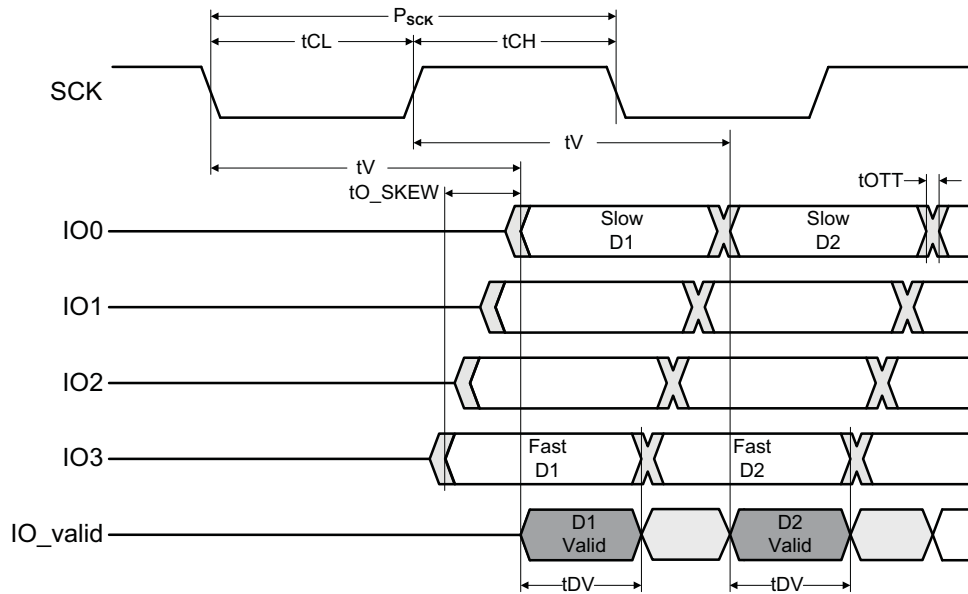 PSCK
tCL
tCH
SCK
tV
tV
tO_SKEW
tOTT
IO0
Slow
D1
Slow
D2
IO1
IO2
IO3
Fast
D1
Fast
D2
IO_valid
D1
Valid
D2
Valid
tDV
tDV